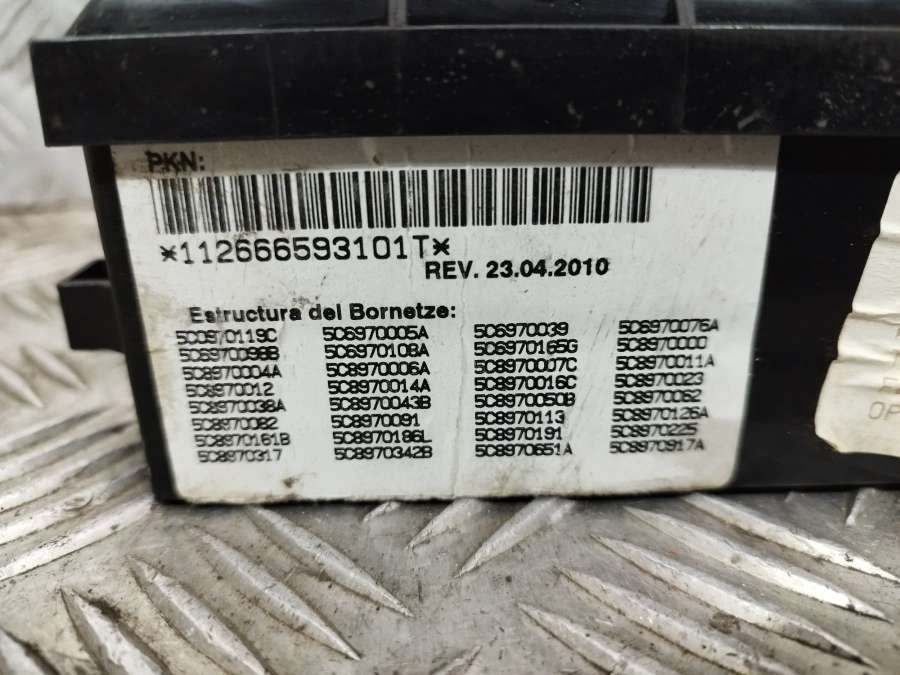 PKN:
*112666593101T*
REV. 23.04.2010
Estructura del Bornetze:
5C0970119C 5C6970005A 5C6970039 5C6970076A
5C6970098B 5C6970108A 5C6970165G 5C8970000
5C8970004A 5C8970006A 5C8970007C 5C8970011A
5C8970012 5C8970014A 5C8970016C 5C8970023
5C8970038A 5C8970043B 5C8970050B 5C8970062
5C8970082 5C8970091 5C8970113 5C8970126A
5C8970161B 5C8970186L 5C8970191 5C8970225
5C8970317 5C8970342B 5C8970651A 5C8970917A
OP